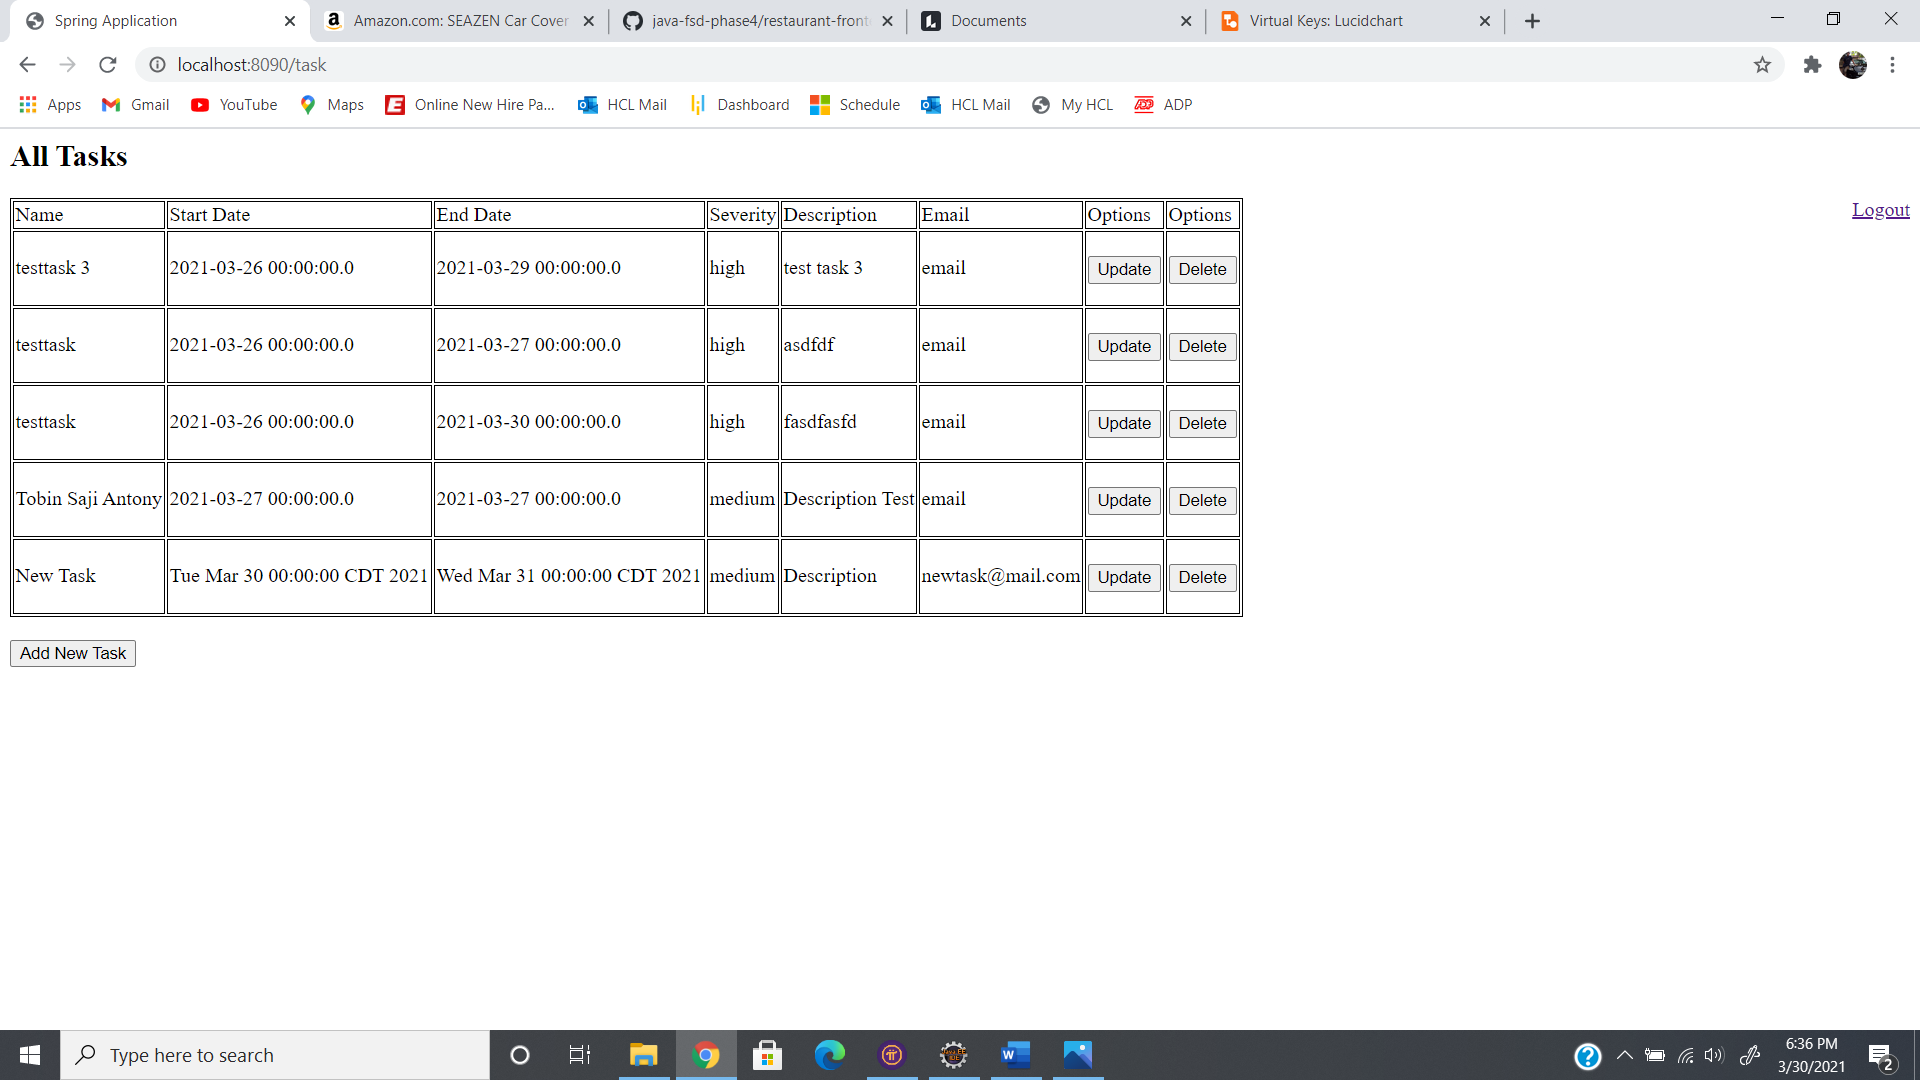 Spring Application
Amazon.com: SEAZEN Car Cover
java-fsd-phase4/restaurant-front
Documents
Virtual Keys: Lucidchart
localhost:8090/task
Apps
Gmail
YouTube
Maps
Online New Hire Pa...
HCL Mail
Dashboard
Schedule
HCL Mail
My HCL
ADP
All Tasks
Logout
Name Start Date End Date Severity Description Email Options Options
testtask 3 2021-03-26 00:00:00.0 2021-03-29 00:00:00.0 high test task 3 email Update Delete
testtask 2021-03-26 00:00:00.0 2021-03-27 00:00:00.0 high asdfdf email Update Delete
testtask 2021-03-26 00:00:00.0 2021-03-30 00:00:00.0 high fasdfasfd email Update Delete
Tobin Saji Antony 2021-03-27 00:00:00.0 2021-03-27 00:00:00.0 medium Description Test email Update Delete
New Task Tue Mar 30 00:00:00 CDT 2021 Wed Mar 31 00:00:00 CDT 2021 medium Description newtask@mail.com Update Delete
Add New Task
Type here to search
6:36 PM
3/30/2021
2